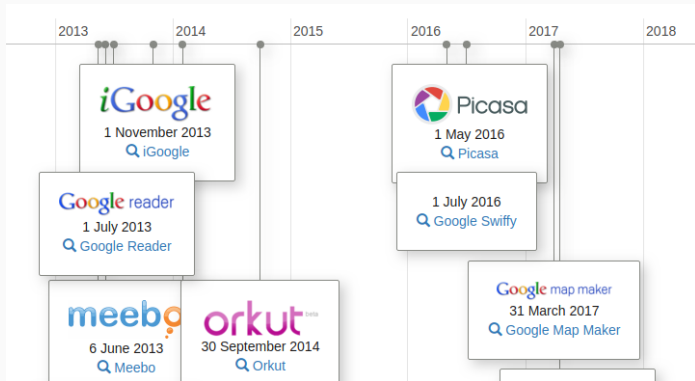 2013 2014 2015 2016 2017 2018
iGoogle
1 November 2013
iGoogle
Picasa
1 May 2016
Picasa
Google reader
1 July 2013
Google Reader
1 July 2016
Google Swiffy
meebo
6 June 2013
Meebo
orkut beta
30 September 2014
Orkut
Google map maker
31 March 2017
Google Map Maker